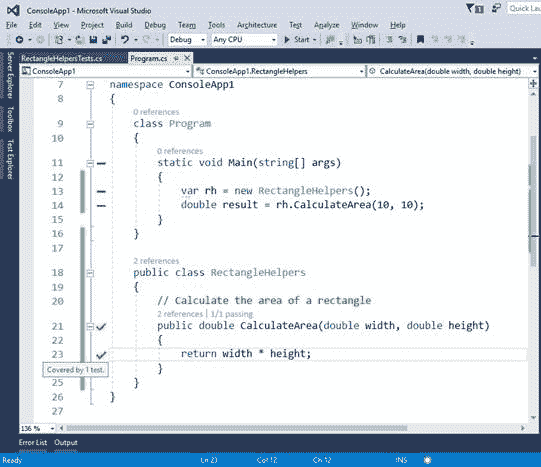 ConsoleApp1 - Microsoft Visual Studio
Quick Laun
File Edit View Project Build Debug Team Tools Architecture Test Analyze Window Help
Debug Any CPU Start
RectangleHelpersTests.cs Program.cs
ConsoleApp1 ConsoleApp1.RectangleHelpers CalculateArea(double width, double height)
Server Explorer
Toolbox
Test Explorer
7 namespace ConsoleApp1
8 {
0 references
9 class Program
10 {
0 references
11 static void Main(string[] args)
12 {
13 var rh = new RectangleHelpers();
14 double result = rh.CalculateArea(10, 10);
15 }
16 }
17
2 references
18 public class RectangleHelpers
19 {
20 // Calculate the area of a rectangle
2 references | 1/1 passing
21 public double CalculateArea(double width, double height)
22 {
23 return width * height;
Covered by 1 test.
}
25 }
26 }
27
136 %
Error List Output
Ready Ln 23 Col 12 Ch 12 INS